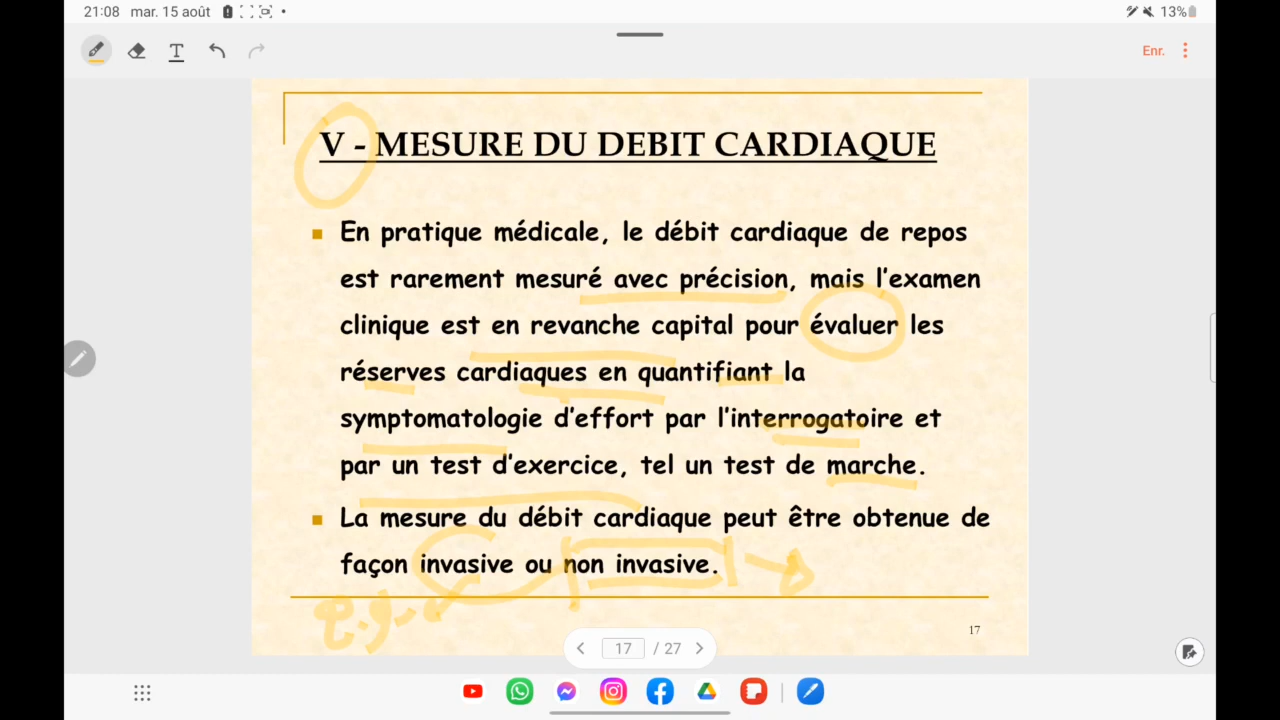 21:08 mar. 15 août
13%
Enr.
V - MESURE DU DEBIT CARDIAQUE
En pratique médicale, le débit cardiaque de repos
est rarement mesuré avec précision, mais l'examen
clinique est en revanche capital pour évaluer les
réserves cardiaques en quantifiant la
symptomatologie d'effort par l'interrogatoire et
par un test d'exercice, tel un test de marche.
La mesure du débit cardiaque peut être obtenue de
façon invasive ou non invasive.
17
17 / 27